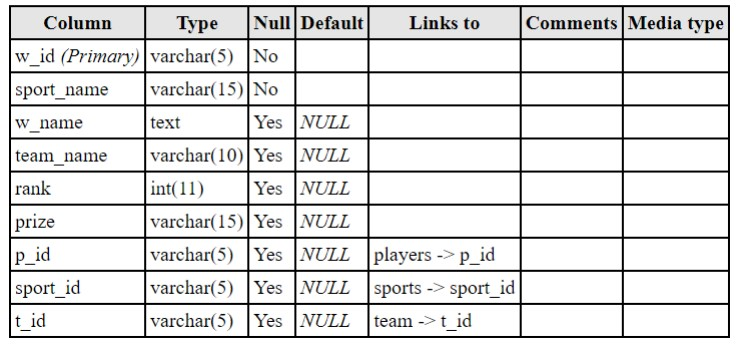 Column Type Null Default Links to Comments Media type
w_id (Primary) varchar(5) No
sport_name varchar(15) No
w_name text Yes NULL
team_name varchar(10) Yes NULL
rank int(11) Yes NULL
prize varchar(15) Yes NULL
p_id varchar(5) Yes NULL players -> p_id
sport_id varchar(5) Yes NULL sports -> sport_id
t_id varchar(5) Yes NULL team -> t_id